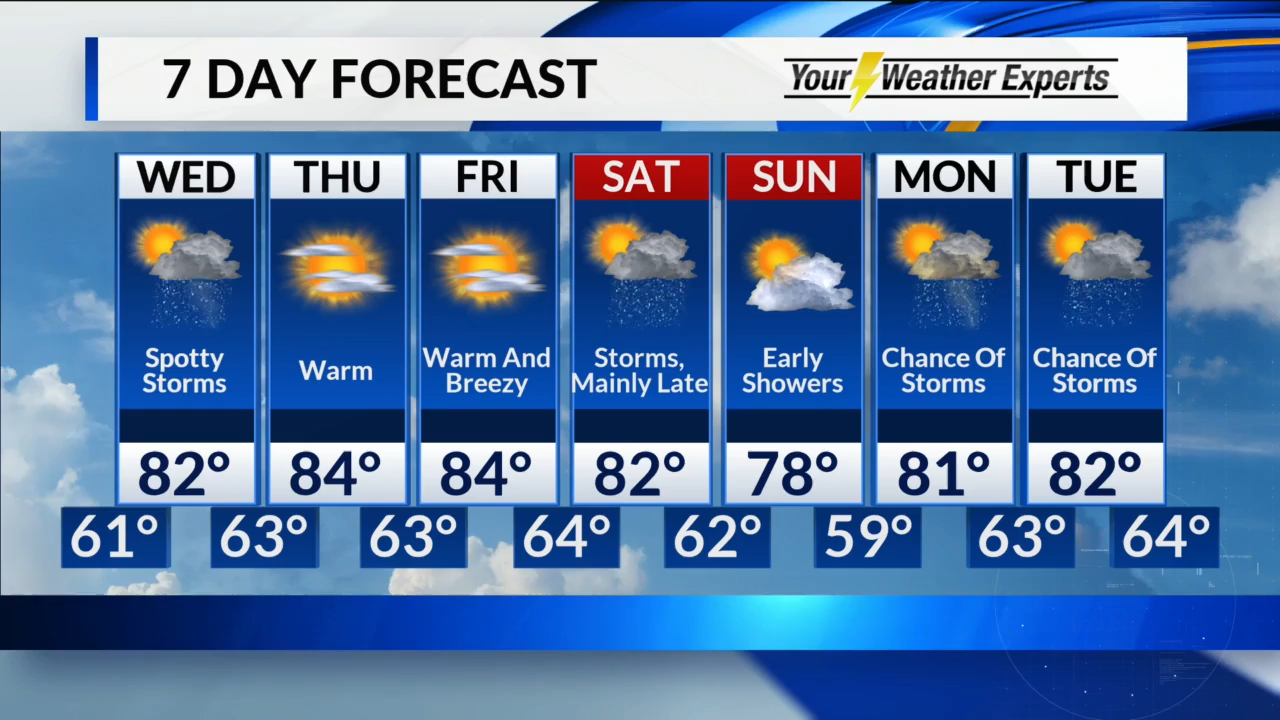 7 DAY FORECAST
Your Weather Experts
WED THU FRI SAT SUN MON TUE
Spotty Storms
Warm
Warm And Breezy
Storms, Mainly Late
Early Showers
Chance Of Storms
Chance Of Storms
82° 84° 84° 82° 78° 81° 82°
61° 63° 63° 64° 62° 59° 63° 64°